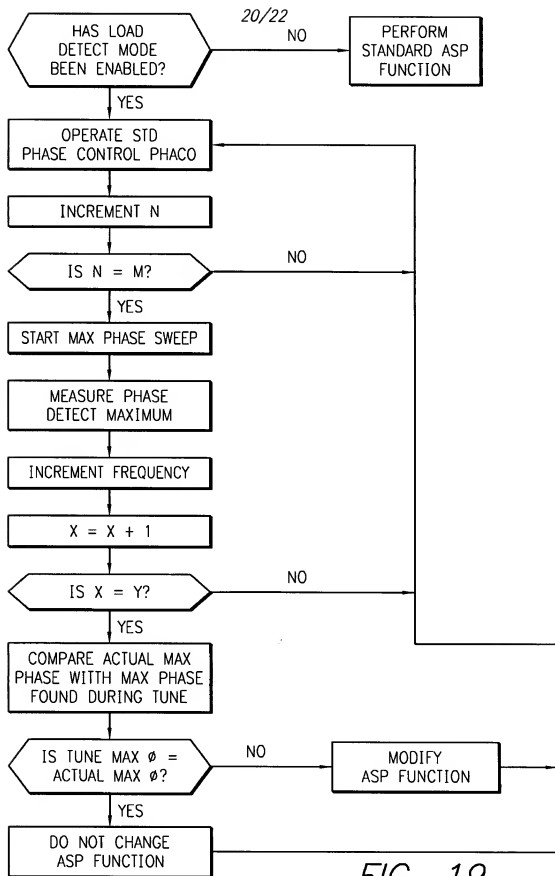 20/22
HAS LOAD
DETECT MODE
BEEN ENABLED?
NO
PERFORM
STANDARD ASP
FUNCTION
YES
OPERATE STD
PHASE CONTROL PHACO
INCREMENT N
IS N = M?
NO
YES
START MAX PHASE SWEEP
MEASURE PHASE
DETECT MAXIMUM
INCREMENT FREQUENCY
X = X + 1
IS X = Y?
NO
YES
COMPARE ACTUAL MAX
PHASE WITTH MAX PHASE
FOUND DURING TUNE
IS TUNE MAX ø =
ACTUAL MAX ø?
NO
MODIFY
ASP FUNCTION
YES
DO NOT CHANGE
ASP FUNCTION
FIG. 19